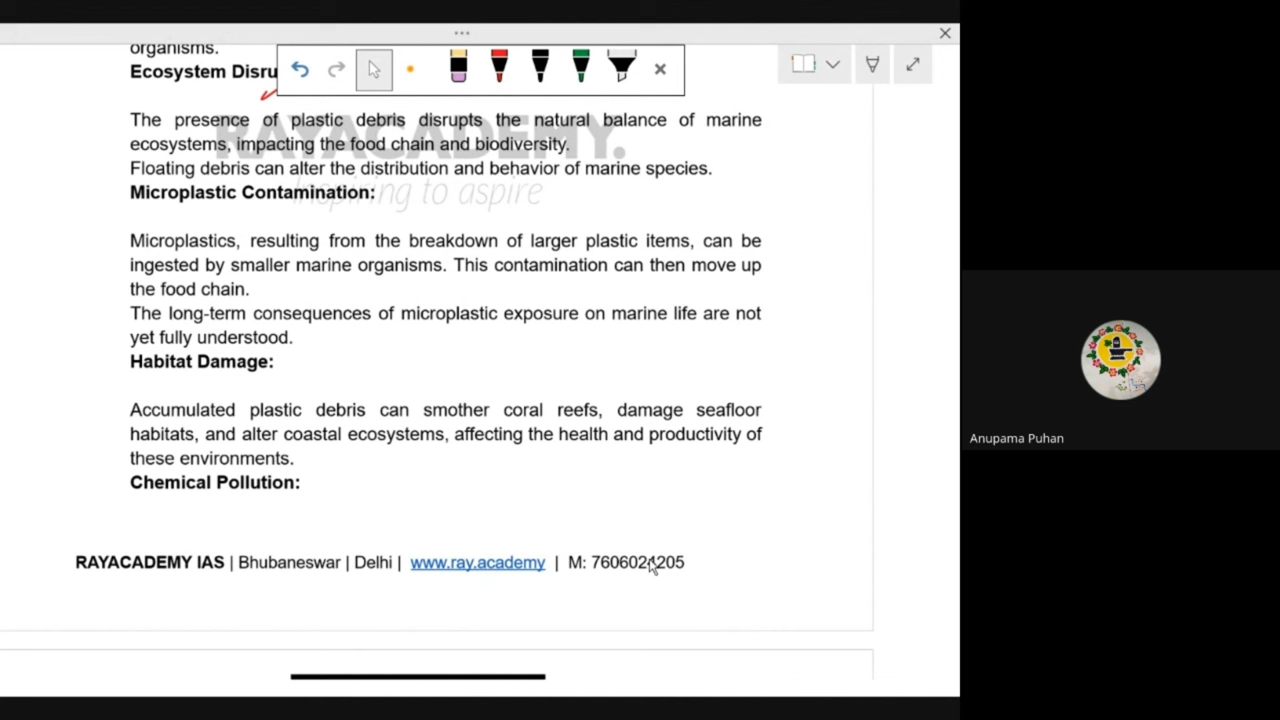 organisms.
Ecosystem Disru
The presence of plastic debris disrupts the natural balance of marine
ecosystems, impacting the food chain and biodiversity.
RAYACADEMY.
Floating debris can alter the distribution and behavior of marine species.
Microplastic Contamination:
Inspiring to aspire
Microplastics, resulting from the breakdown of larger plastic items, can be
ingested by smaller marine organisms. This contamination can then move up
the food chain.
The long-term consequences of microplastic exposure on marine life are not
yet fully understood.
Habitat Damage:
Accumulated plastic debris can smother coral reefs, damage seafloor
habitats, and alter coastal ecosystems, affecting the health and productivity of
these environments.
Anupama Puhan
Chemical Pollution:
RAYACADEMY IAS | Bhubaneswar | Delhi | www.ray.academy | M: 7606024205